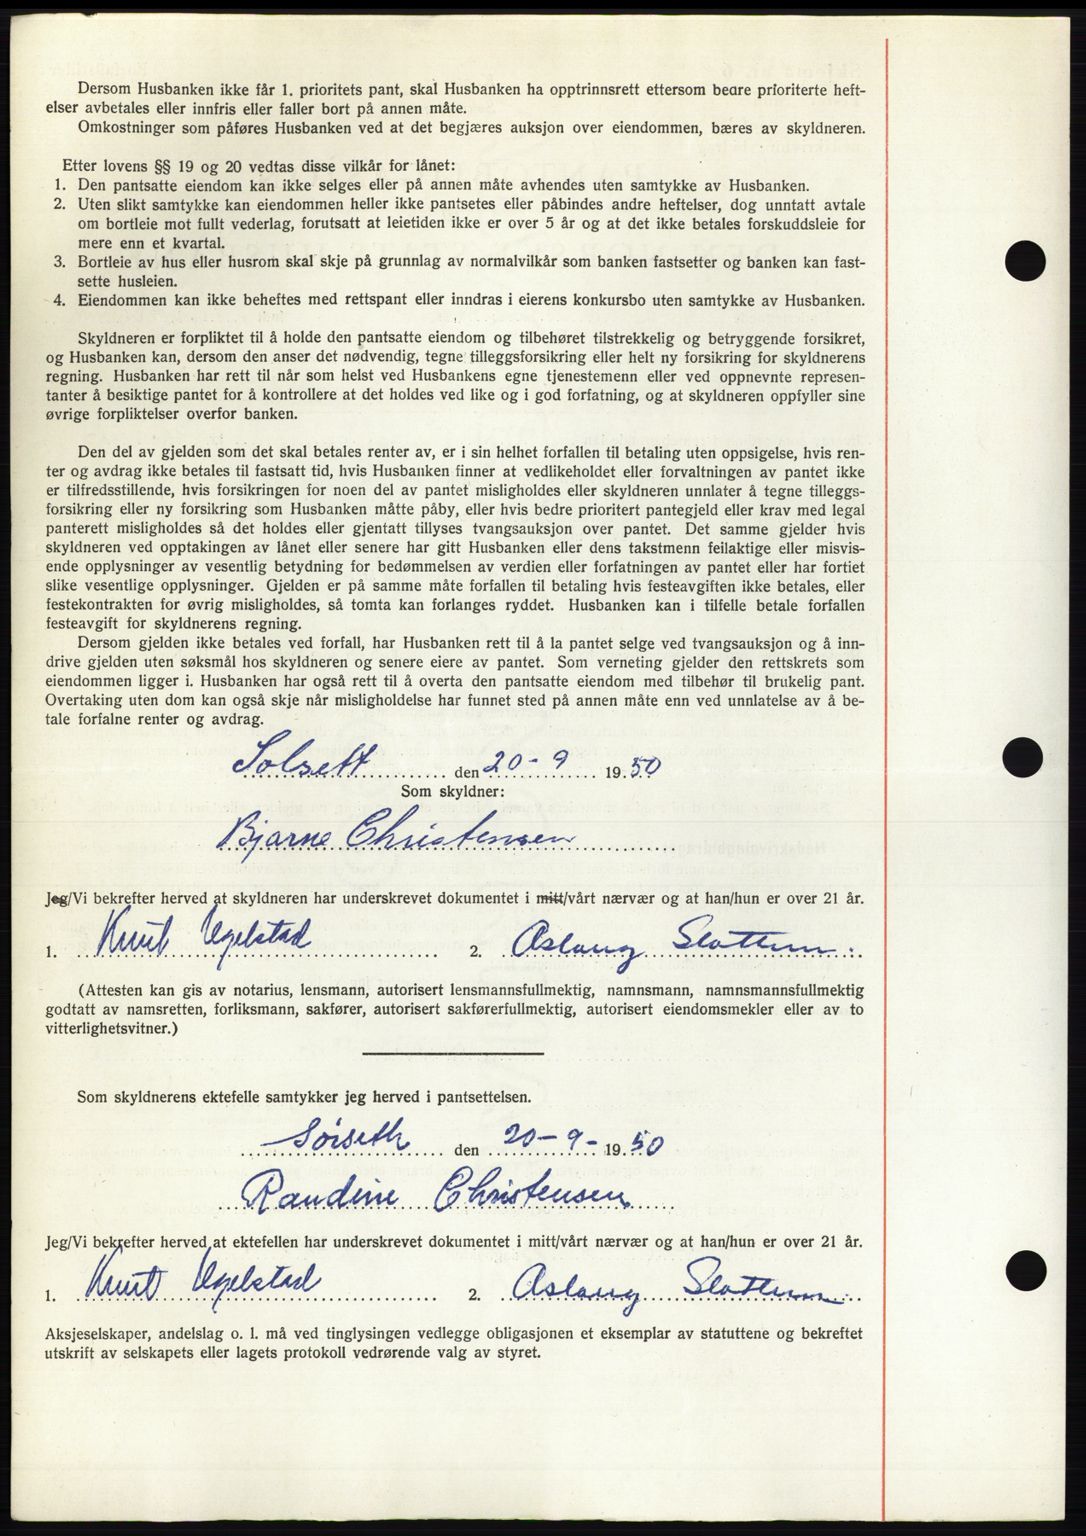 Dersom Husbanken ikke får 1. prioritets pant, skal Husbanken ha opptrinnsrett ettersom bedre prioriterte heft-
elser avbetales eller innfris eller faller bort på annen måte.
Omkostninger som påføres Husbanken ved at det begjæres auksjon over eiendommen, bæres av skyldneren.
Etter lovens §§ 19 og 20 vedtas disse vilkår for lånet:
1. Den pantsatte eiendom kan ikke selges eller på annen måte avhendes uten samtykke av Husbanken.
2. Uten slikt samtykke kan eiendommen heller ikke pantsetes eller påbindes andre heftelser, dog unntatt avtale
om bortleie mot fullt vederlag, forutsatt at leietiden ikke er over 5 år og at det ikke betales forskuddsleie for
mere enn et kvartal.
3. Bortleie av hus eller husrom skal skje på grunnlag av normalvilkår som banken fastsetter og banken kan fast-
sette husleien.
4. Eiendommen kan ikke beheftes med rettspant eller inndras i eierens konkursbo uten samtykke av Husbanken.
Skyldneren er forpliktet til å holde den pantsatte eiendom og tilbehøret tilstrekkelig og betryggende forsikret,
og Husbanken kan, dersom den anser det nødvendig, tegne tilleggsforsikring eller helt ny forsikring for skyldnerens
regning. Husbanken har rett til når som helst ved Husbankens egne tjenestemenn eller ved oppnevnte represen-
tanter å besiktige pantet for å kontrollere at det holdes ved like og i god forfatning, og at skyldneren oppfyller sine
øvrige forpliktelser overfor banken.
Den del av gjelden som det skal betales renter av, er i sin helhet forfallen til betaling uten oppsigelse, hvis ren-
ter og avdrag ikke betales til fastsatt tid, hvis Husbanken finner at vedlikeholdet eller forvaltningen av pantet ikke
er tilfredsstillende, hvis forsikringen for noen del av pantet misligholdes eller skyldneren unnlater å tegne tilleggs-
forsikring eller ny forsikring som Husbanken måtte påby, eller hvis bedre prioritert pantegjeld eller krav med legal
panterett misligholdes så det holdes eller gjentatt tillyses tvangsauksjon over pantet. Det samme gjelder hvis
skyldneren ved opptakingen av lånet eller senere har gitt Husbanken eller dens takstmenn feilaktige eller misvis-
ende opplysninger av vesentlig betydning for bedømmelsen av verdien eller forfatningen av pantet eller har fortiet
slike vesentlige opplysninger. Gjelden er på samme måte forfallen til betaling hvis festeavgiften ikke betales, eller
festekontrakten for øvrig misligholdes, så tomta kan forlanges ryddet. Husbanken kan i tilfelle betale forfallen
festeavgift for skyldnerens regning.
Dersom gjelden ikke betales ved forfall, har Husbanken rett til å la pantet selge ved tvangsauksjon og å inn-
drive gjelden uten søksmål hos skyldneren og senere eiere av pantet. Som verneting gjelder den rettskrets som
eiendommen ligger i. Husbanken har også rett til å overta den pantsatte eiendom med tilbehør til brukelig pant.
Overtaking uten dom kan også skje når misligholdelse har funnet sted på annen måte enn ved unnlatelse av å be-
tale forfalne renter og avdrag.
Solsett den 20-9 1950
Som skyldner:
Bjarne Christensen
Jeg/Vi bekrefter herved at skyldneren har underskrevet dokumentet i mitt/vårt nærvær og at han/hun er over 21 år.
1. Knut Ugelstad 2. Aslaug Slattum
(Attesten kan gis av notarius, lensmann, autorisert lensmannsfullmektig, namnsmann, namnsmannsfullmektig
godtatt av namsretten, forliksmann, sakfører, autorisert sakførerfullmektig, autorisert eiendomsmekler eller av to
vitterlighetsvitner.)
Som skyldnerens ektefelle samtykker jeg herved i pantsettelsen.
den 20-9- 1950
Randine Christensen
Jeg/Vi bekrefter herved at ektefellen har underskrevet dokumentet i mitt/vårt nærvær og at han/hun er over 21 år.
1. Knut Ugelstad 2. Aslaug Slattum
Aksjeselskaper, andelslag o. l. må ved tinglysingen vedlegge obligasjonen et eksemplar av statuttene og bekreftet
utskrift av selskapets eller lagets protokoll vedrørende valg av styret.